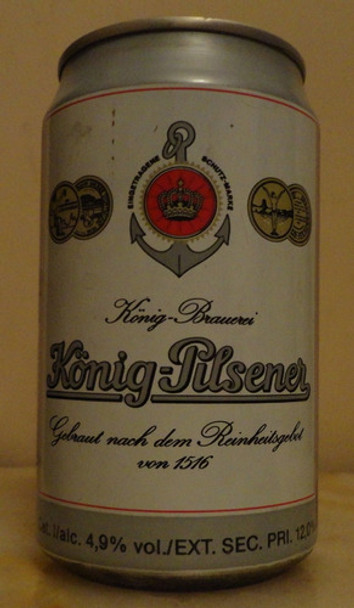 EINGETRAGENE SCHUTZ-MARKE
König-Brauerei
König-Pilsener
Gebraut nach dem Reinheitsgebot
von 1516
l/alc. 4,9% vol./EXT. SEC. PRI.